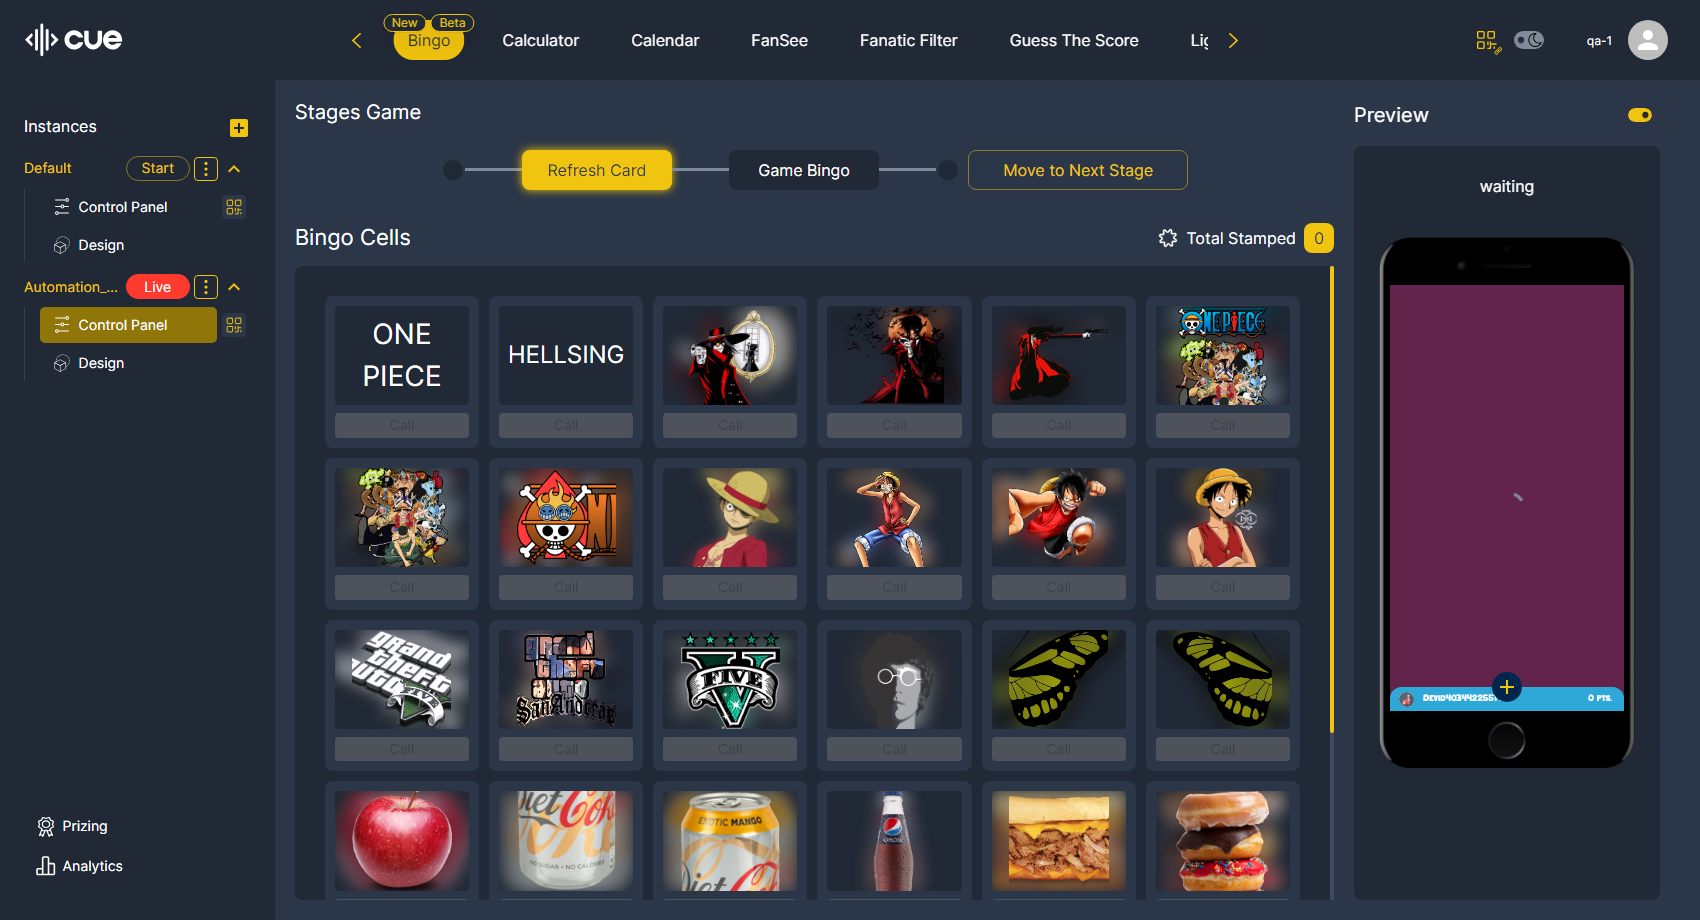 cue
New
Beta
Bingo
Calculator
Calendar
FanSee
Fanatic Filter
Guess The Score
qa-1
Instances
Default
Start
Control Panel
Design
Automation_...
Live
Control Panel
Design
Prizing
Analytics
Stages Game
Refresh Card
Game Bingo
Move to Next Stage
Bingo Cells
Total Stamped
0
ONE
PIECE
HELLSING
ONE PIECE
Call
Call
Call
Call
Call
Call
Call
Call
Call
Call
Call
Call
grand
theft
auto
FIVE
V
grand
theft
auto
San Andreas
V
FIVE
Call
Call
Call
Call
Call
Call
Diet Coke
NO SUGAR • NO CALORIES
EXOTIC MANGO
Diet Coke
pepsi
Preview
waiting
0 PTS.